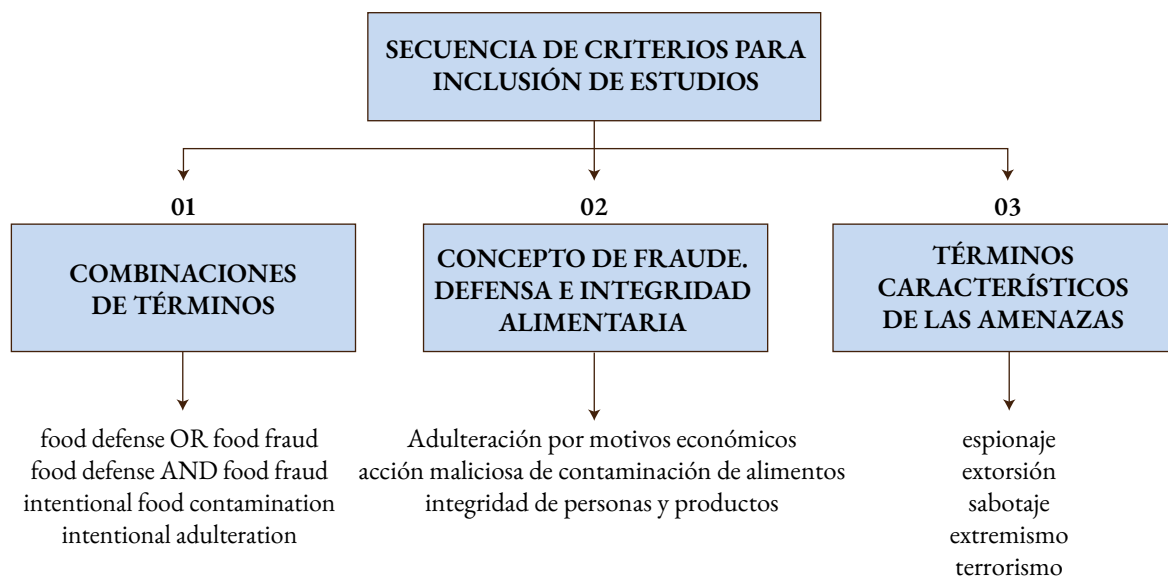 SECUENCIA DE CRITERIOS PARA
INCLUSIÓN DE ESTUDIOS
01
COMBINACIONES
DE TÉRMINOS
food defense OR food fraud
food defense AND food fraud
intentional food contamination
intentional adulteration
02
CONCEPTO DE FRAUDE.
DEFENSA E INTEGRIDAD
ALIMENTARIA
Adulteración por motivos económicos
acción maliciosa de contaminación de alimentos
integridad de personas y productos
03
TÉRMINOS
CARACTERÍSTICOS
DE LAS AMENAZAS
espionaje
extorsión
sabotaje
extremismo
terrorismo